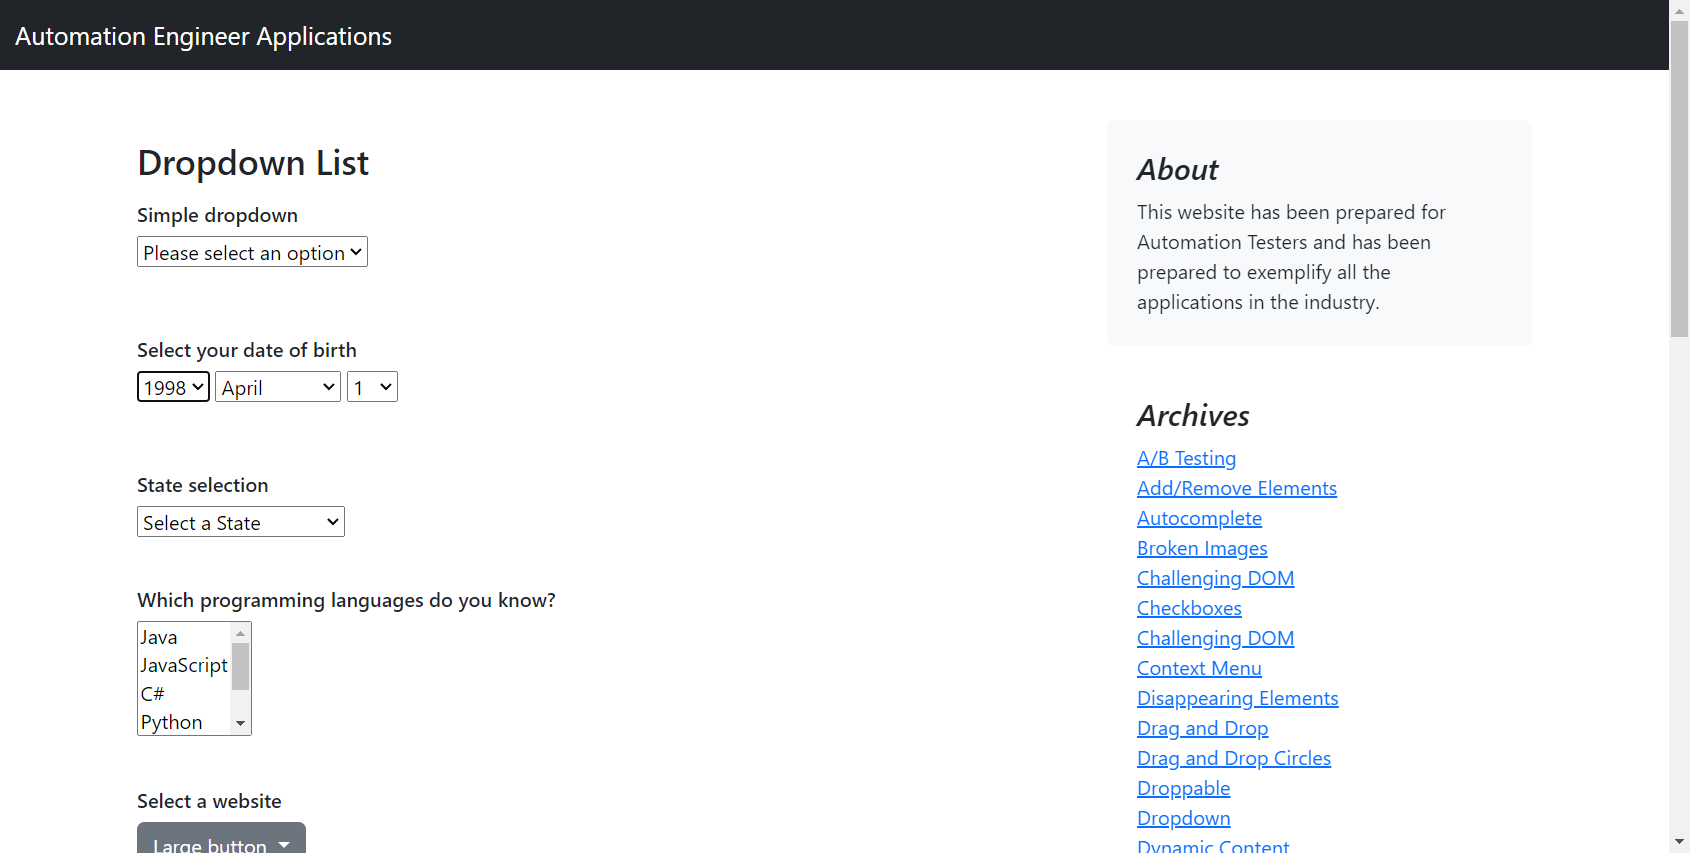 Automation Engineer Applications
Dropdown List
Simple dropdown
Please select an option
Select your date of birth
1998 April 1
State selection
Select a State
Which programming languages do you know?
Java
JavaScript
C#
Python
Select a website
Large button
About
This website has been prepared for
Automation Testers and has been
prepared to exemplify all the
applications in the industry.
Archives
A/B Testing
Add/Remove Elements
Autocomplete
Broken Images
Challenging DOM
Checkboxes
Challenging DOM
Context Menu
Disappearing Elements
Drag and Drop
Drag and Drop Circles
Droppable
Dropdown
Dynamic Content